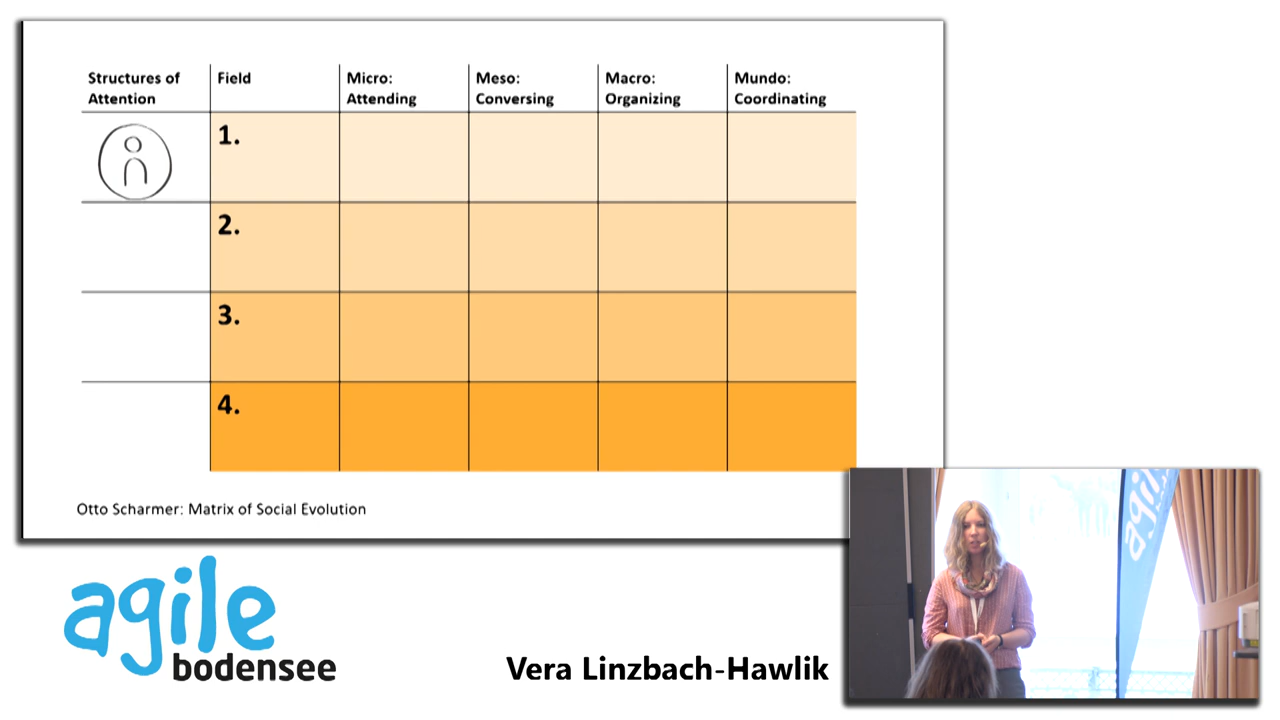 Structures of Attention
Field
Micro: Attending
Meso: Conversing
Macro: Organizing
Mundo: Coordinating
1.
2.
3.
4.
Otto Scharmer: Matrix of Social Evolution
agile
bodensee
Vera Linzbach-Hawlik
agil